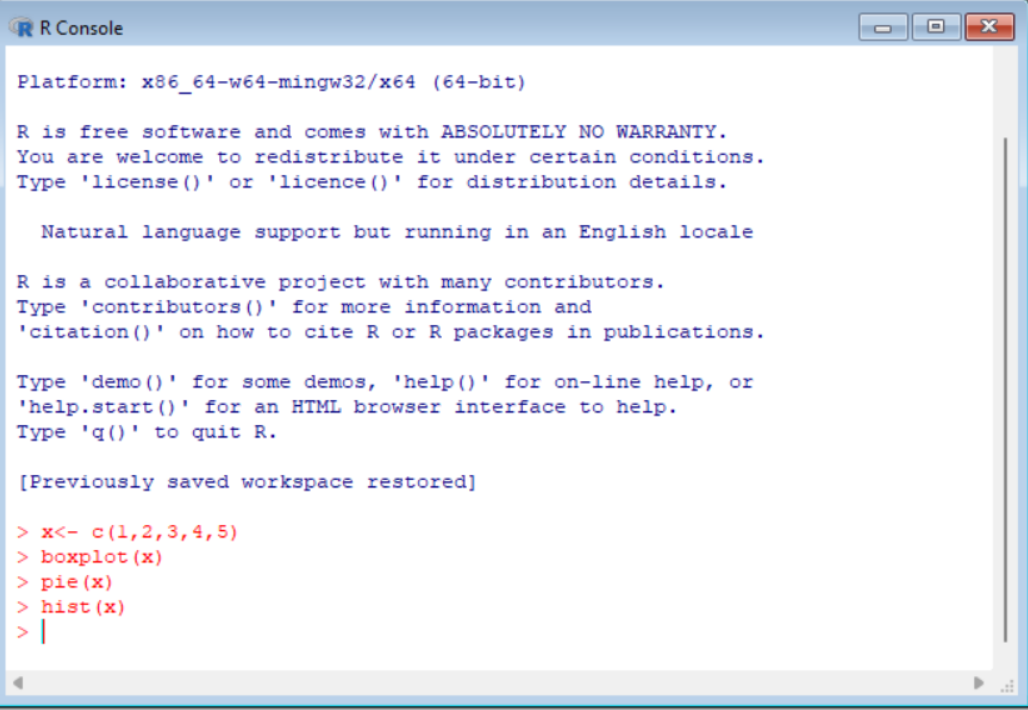 R Console
Platform: x86_64-w64-mingw32/x64 (64-bit)
R is free software and comes with ABSOLUTELY NO WARRANTY.
You are welcome to redistribute it under certain conditions.
Type 'license()' or 'licence()' for distribution details.
Natural language support but running in an English locale
R is a collaborative project with many contributors.
Type 'contributors()' for more information and
'citation()' on how to cite R or R packages in publications.
Type 'demo()' for some demos, 'help()' for on-line help, or
'help.start()' for an HTML browser interface to help.
Type 'q()' to quit R.
[Previously saved workspace restored]
> x<- c(1,2,3,4,5)
> boxplot(x)
> pie(x)
> hist(x)
>